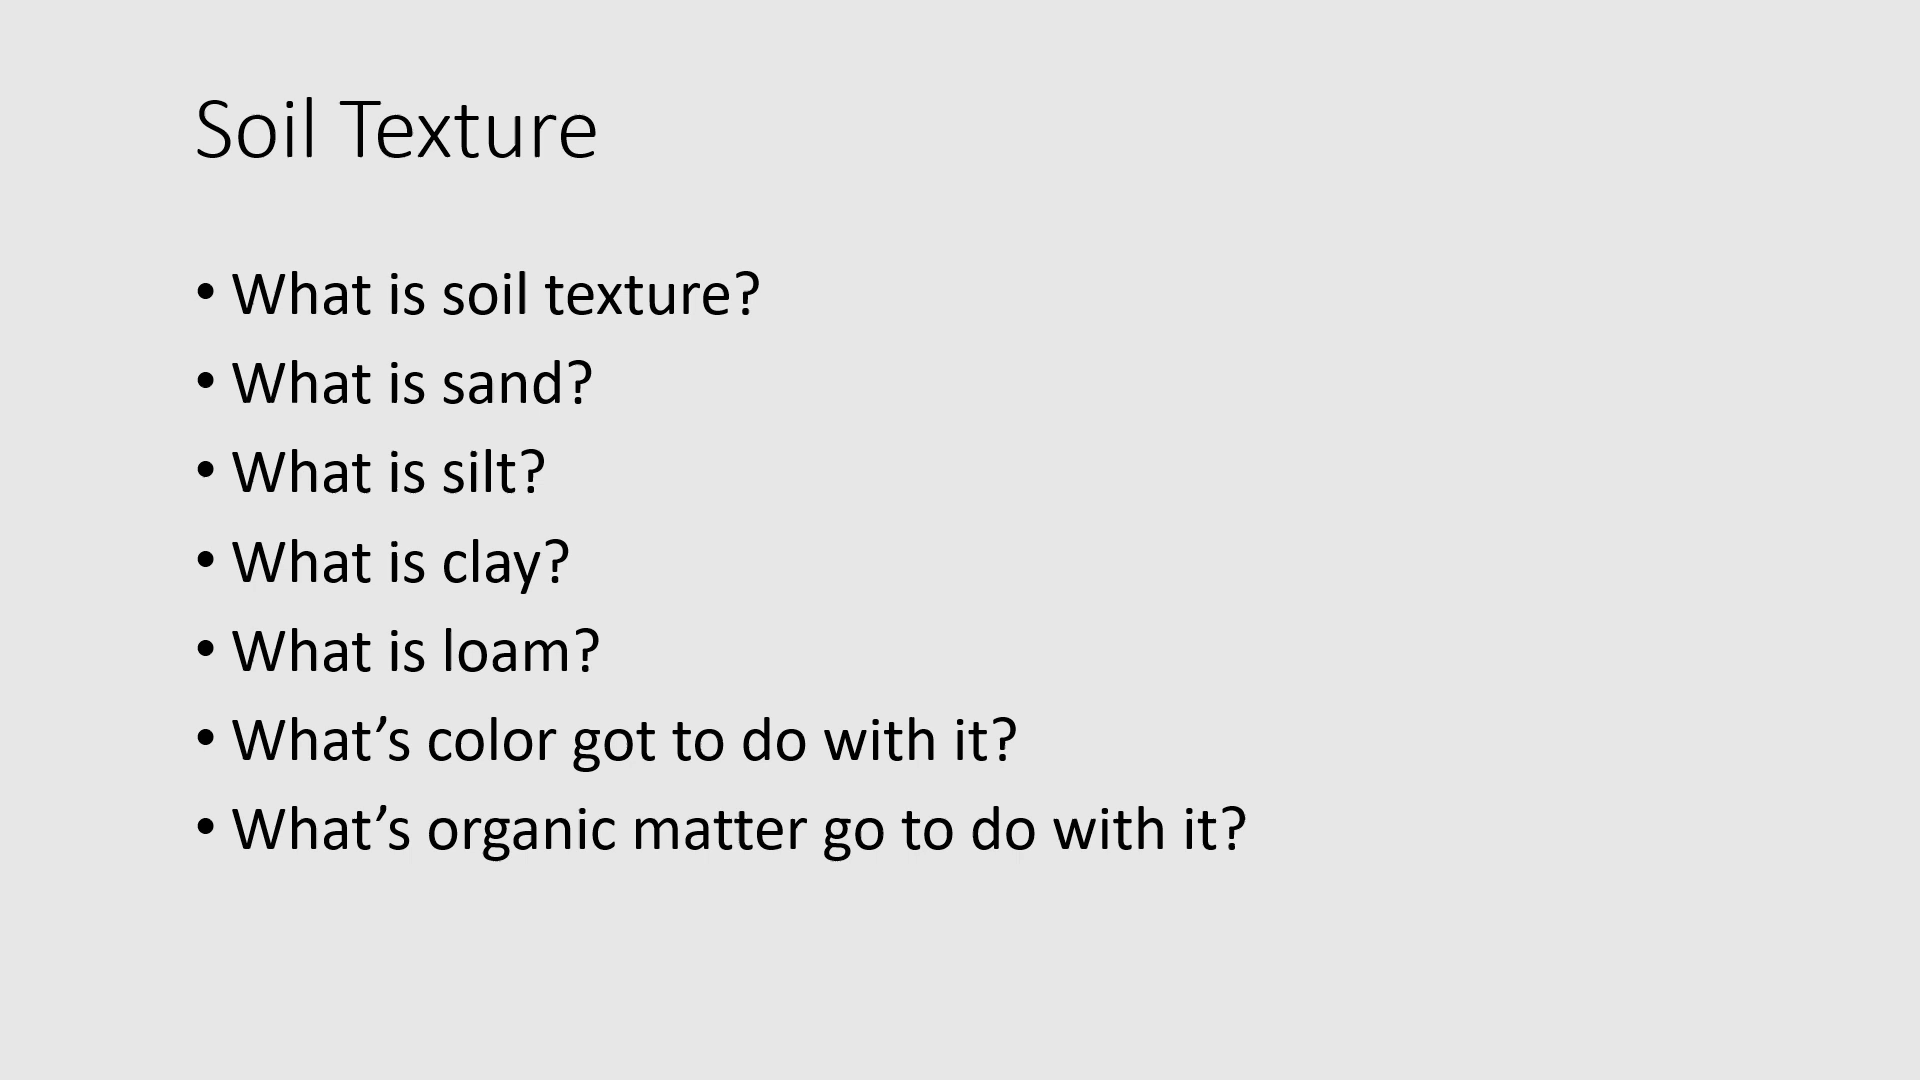 Soil Texture
• What is soil texture?
• What is sand?
• What is silt?
• What is clay?
• What is loam?
• What’s color got to do with it?
• What’s organic matter go to do with it?